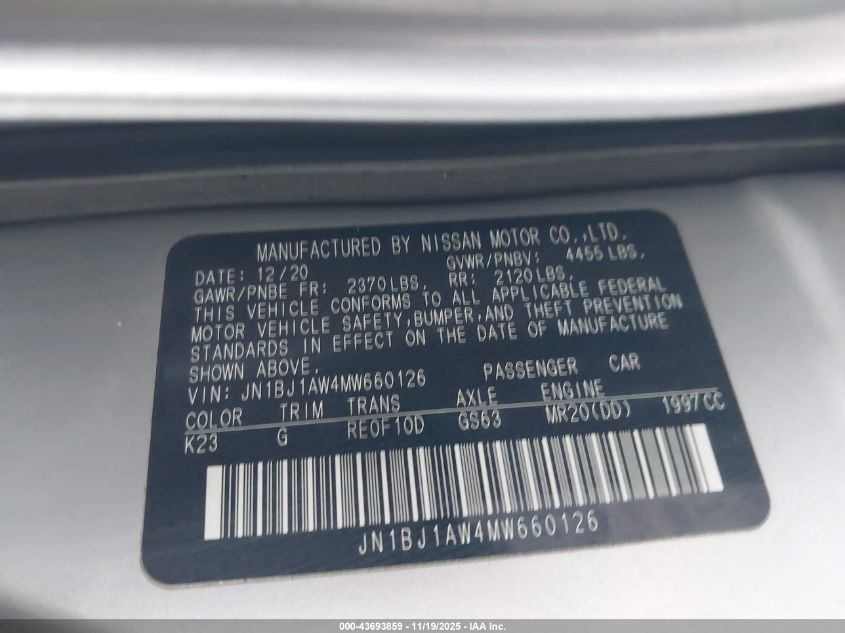 MANUFACTURED BY NISSAN MOTOR CO.,LTD.
DATE: 12/20 GVWR/PNBV: 4455 LBS.
GAWR/PNBE FR: 2370 LBS. RR: 2120 LBS.
THIS VEHICLE CONFORMS TO ALL APPLICABLE FEDERAL
MOTOR VEHICLE SAFETY,BUMPER,AND THEFT PREVENTION
STANDARDS IN EFFECT ON THE DATE OF MANUFACTURE
SHOWN ABOVE.
VIN: JN1BJ1AW4MW660126 PASSENGER CAR
COLOR TRIM TRANS AXLE ENGINE
K23 G RE0F10D GS63 MR20(DD) 1997CC
JN1BJ1AW4MW660126
000-43693859 - 11/19/2025 - IAA Inc.